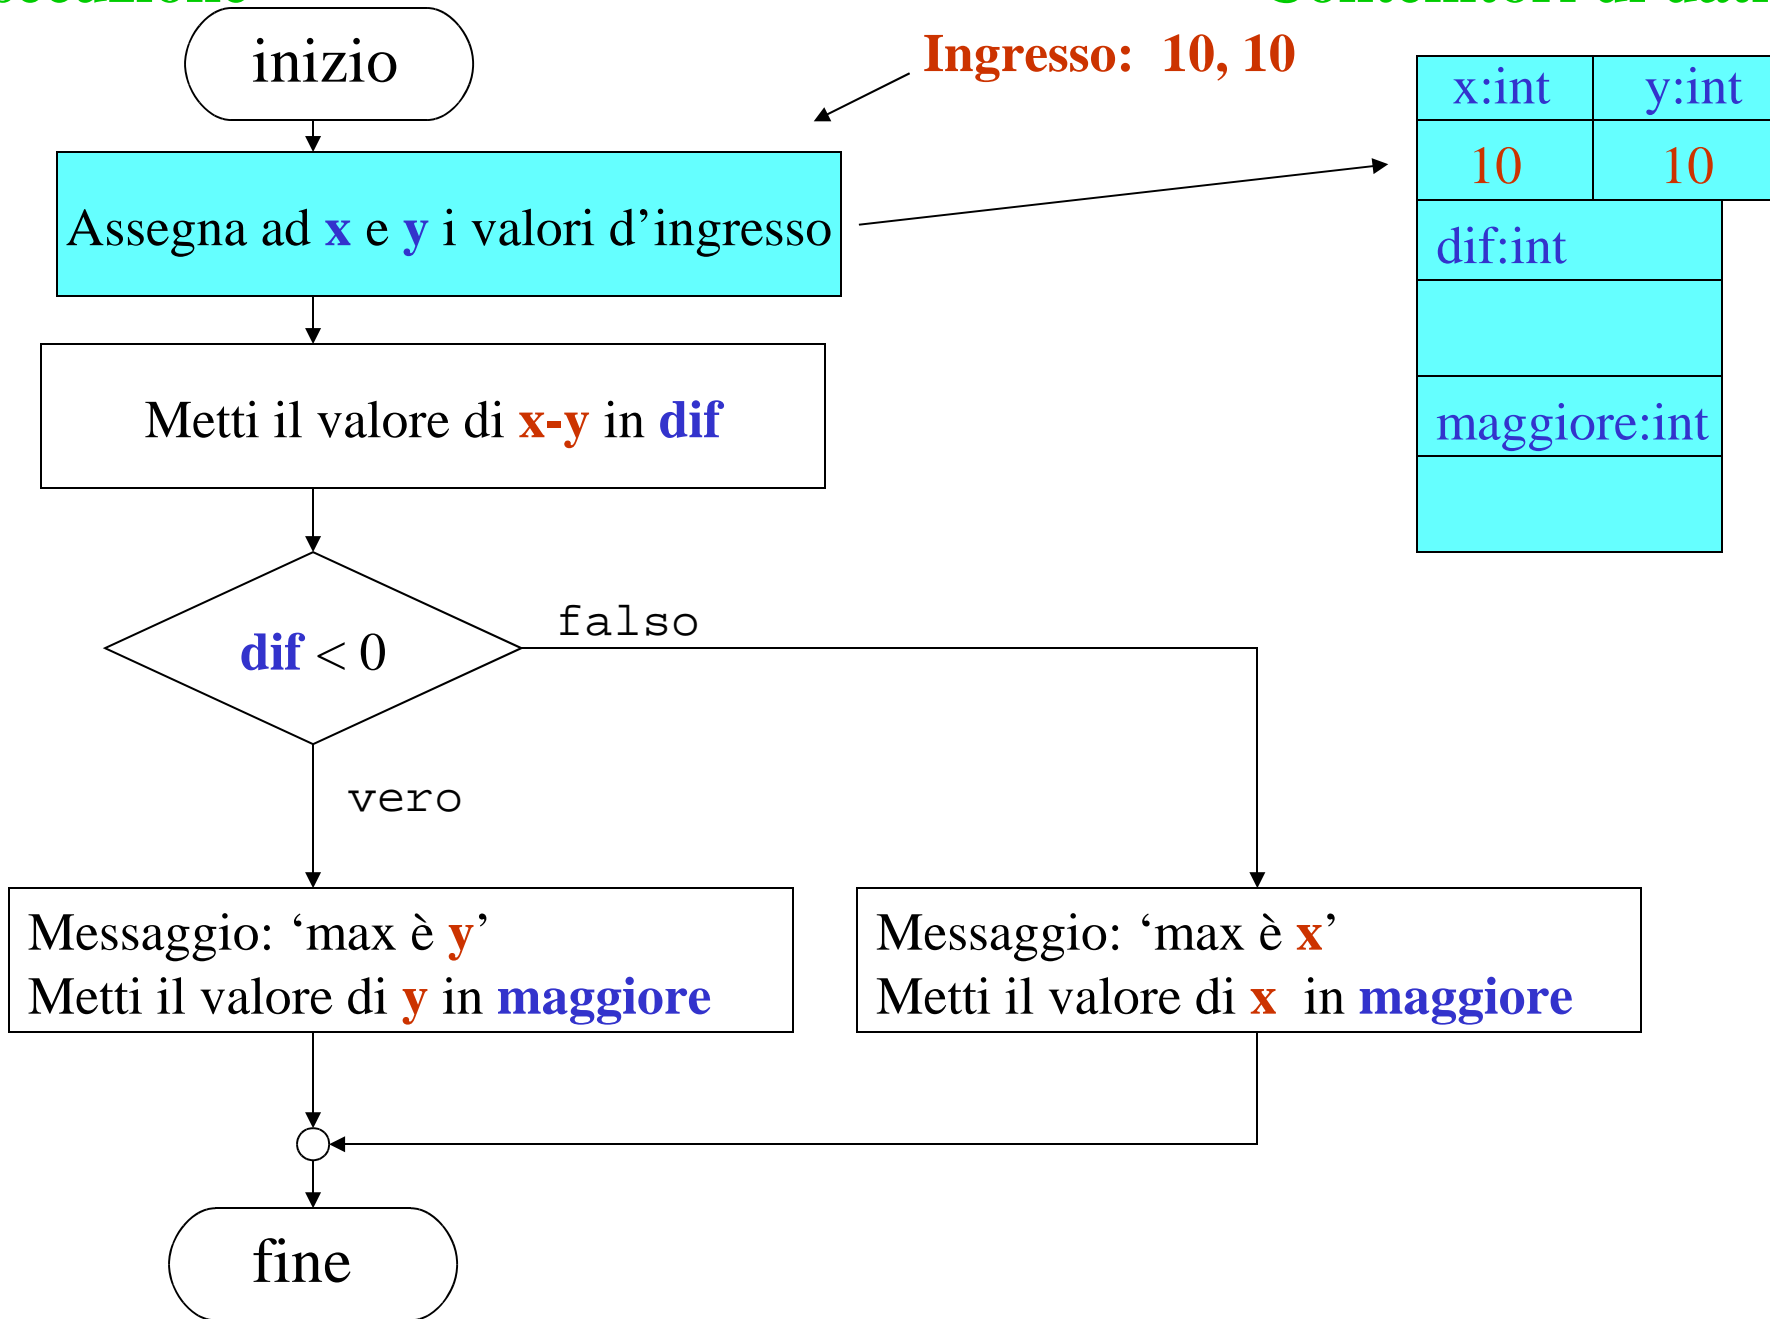 inizio
Ingresso: 10, 10
x:int y:int
10 10
Assegna ad x e y i valori d’ingresso
dif:int
Metti il valore di x-y in dif
maggiore:int
dif < 0
falso
vero
Messaggio: ‘max è y’
Metti il valore di y in maggiore
Messaggio: ‘max è x’
Metti il valore di x in maggiore
fine